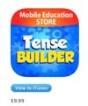 Mobile Education
STORE
Tense
BUILDER
View in iTunes
$9.99